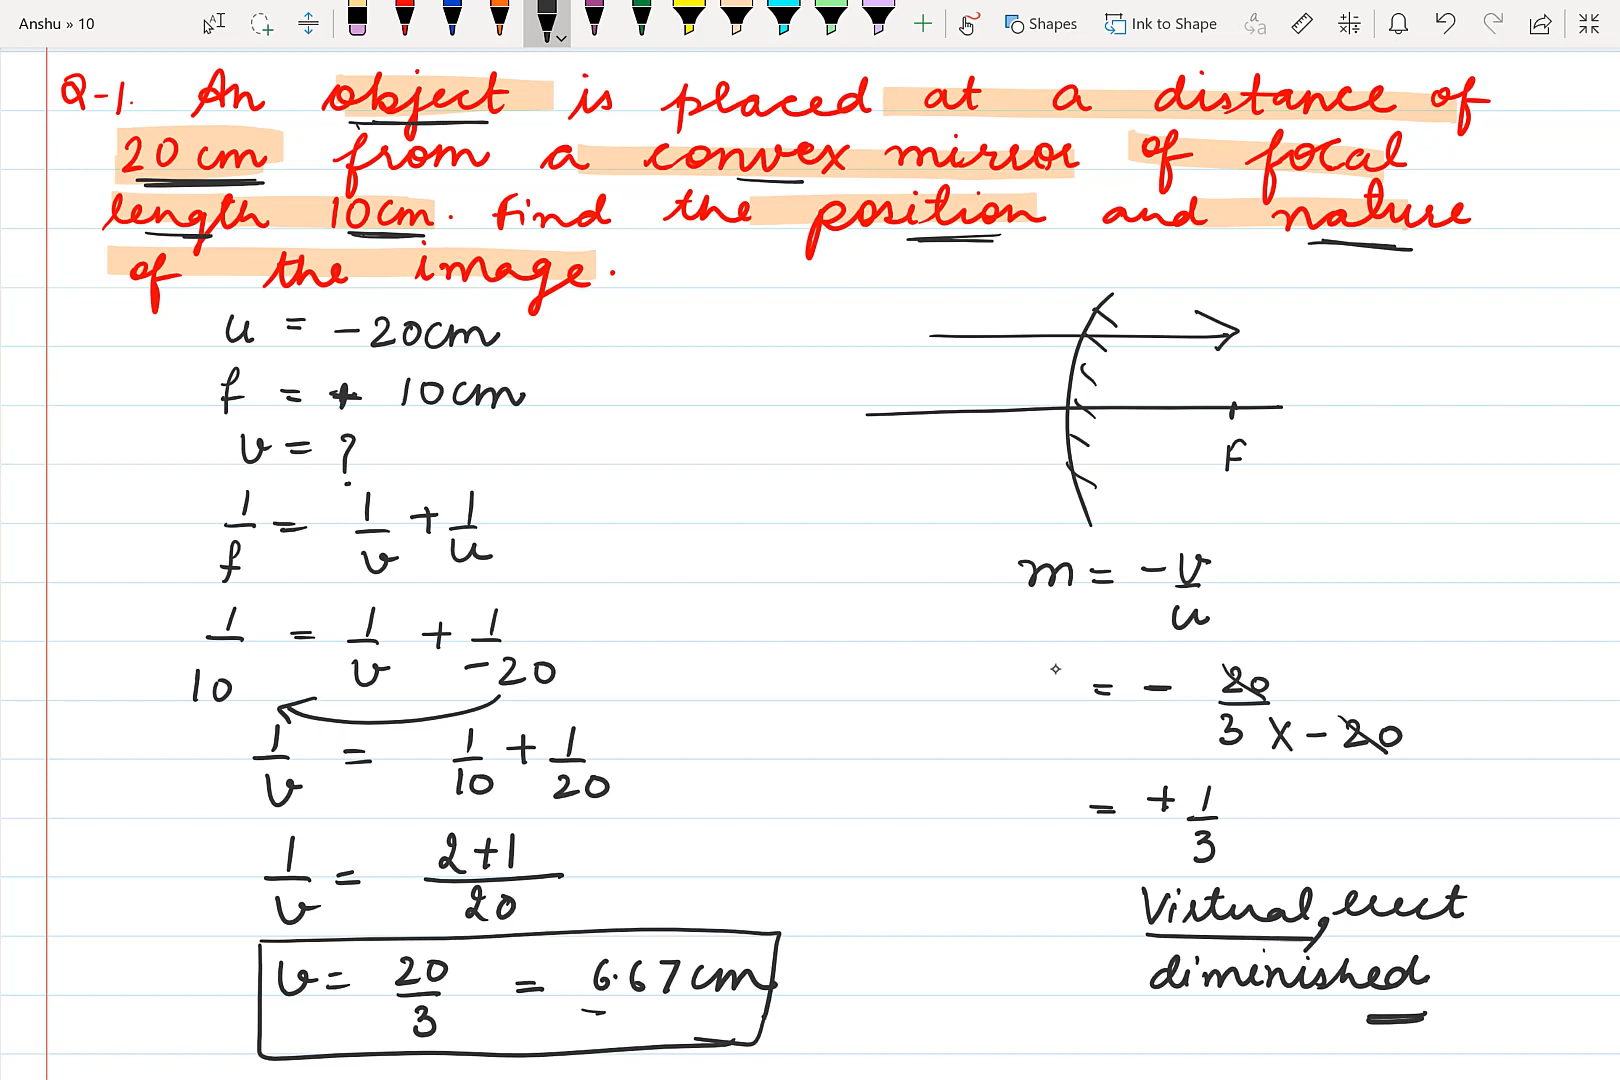 Anshu » 10
Shapes
Ink to Shape
Q-1. An object is placed at a distance of
20 cm from a convex mirror of focal
length 10cm. find the position and nature
of the image.
u = -20cm
f = + 10cm
v = ?
1/f = 1/v + 1/u
1/10 = 1/v + 1/-20
1/v = 1/10 + 1/20
1/v = 2+1/20
v = 20/3 = 6.67cm
F
m = -v/u
= - 20/3 x -20
= + 1/3
Virtual, erect
diminished